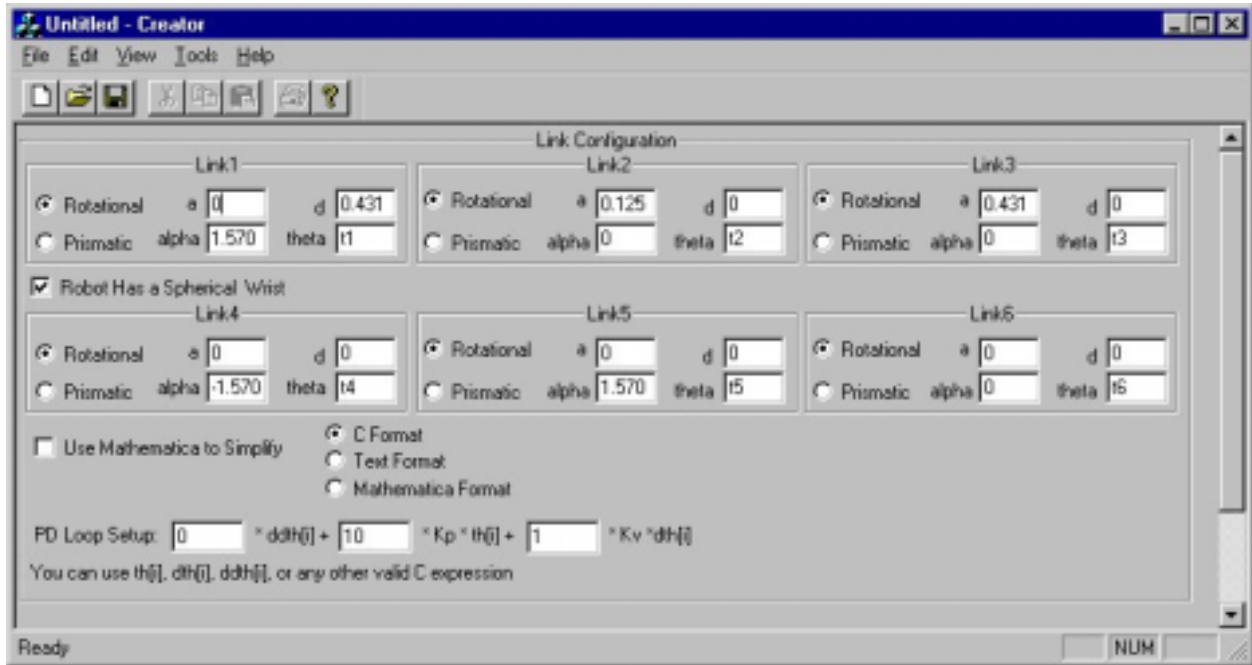 Untitled - Creator
File Edit View Tools Help
Link Configuration
Link1 Link2 Link3
Rotational a 0 d 0.431 Rotational a 0.125 d 0 Rotational a 0.431 d 0
Prismatic alpha 1.570 theta t1 Prismatic alpha 0 theta t2 Prismatic alpha 0 theta t3
Robot Has a Spherical Wrist
Link4 Link5 Link6
Rotational a 0 d 0 Rotational a 0 d 0 Rotational a 0 d 0
Prismatic alpha -1.570 theta t4 Prismatic alpha 1.570 theta t5 Prismatic alpha 0 theta t6
Use Mathematica to Simplify
C Format
Text Format
Mathematica Format
PD Loop Setup: 0 * ddth[i] + 10 * Kp * th[i] + 1 * Kv *dth[i]
You can use th[i], dth[i], ddth[i], or any other valid C expression
Ready NUM